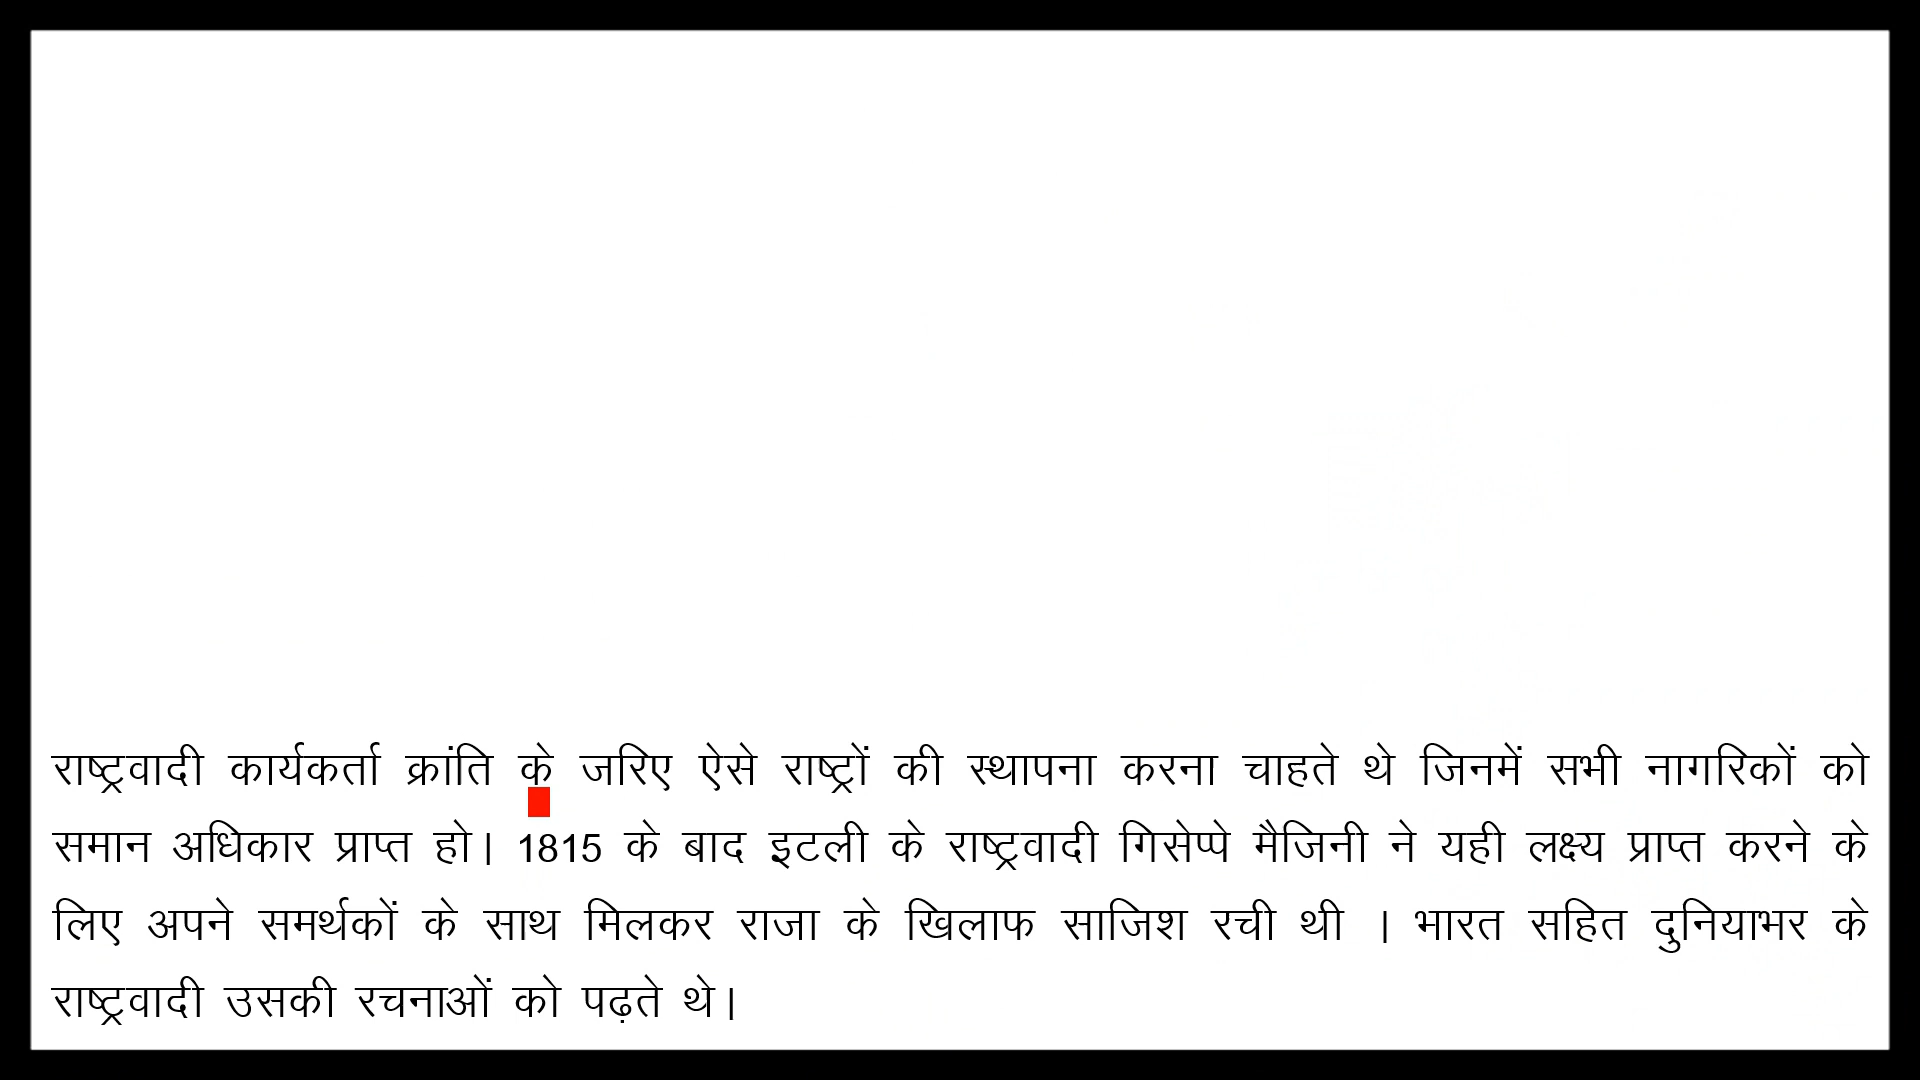 राष्ट्रवादी कार्यकर्ता क्रांति के जरिए ऐसे राष्ट्रों की स्थापना करना चाहते थे जिनमें सभी नागरिकों को
समान अधिकार प्राप्त हो। 1815 के बाद इटली के राष्ट्रवादी गिसेप्पे मैजिनी ने यही लक्ष्य प्राप्त करने के
लिए अपने समर्थकों के साथ मिलकर राजा के खिलाफ साजिश रची थी । भारत सहित दुनियाभर के
राष्ट्रवादी उसकी रचनाओं को पढ़ते थे।